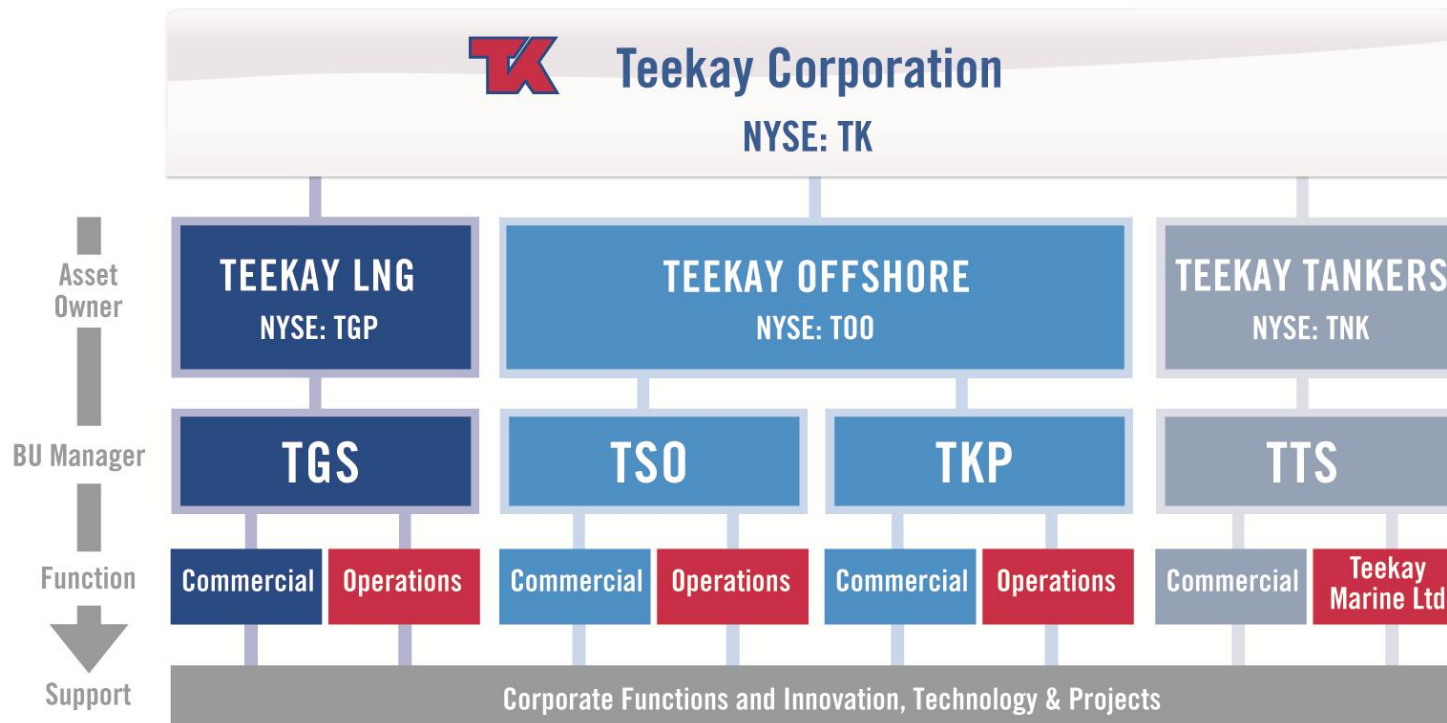 TK Teekay Corporation
NYSE: TK
Asset
Owner
TEEKAY LNG
NYSE: TGP
TEEKAY OFFSHORE
NYSE: TOO
TEEKAY TANKERS
NYSE: TNK
BU Manager
TGS
TSO
TKP
TTS
Function
Commercial
Operations
Commercial
Operations
Commercial
Operations
Commercial
Teekay
Marine Ltd
Support
Corporate Functions and Innovation, Technology & Projects